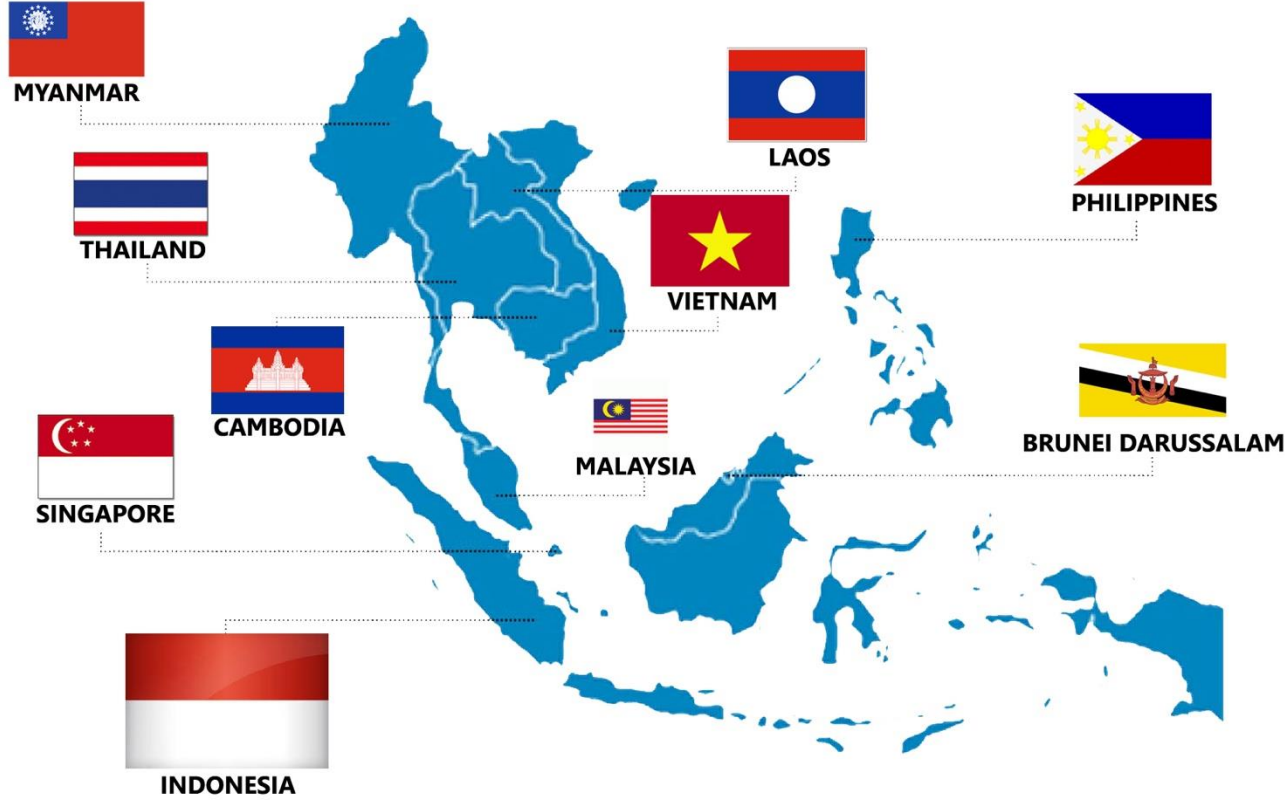 MYANMAR
LAOS
PHILIPPINES
THAILAND
VIETNAM
CAMBODIA
BRUNEI DARUSSALAM
MALAYSIA
SINGAPORE
INDONESIA